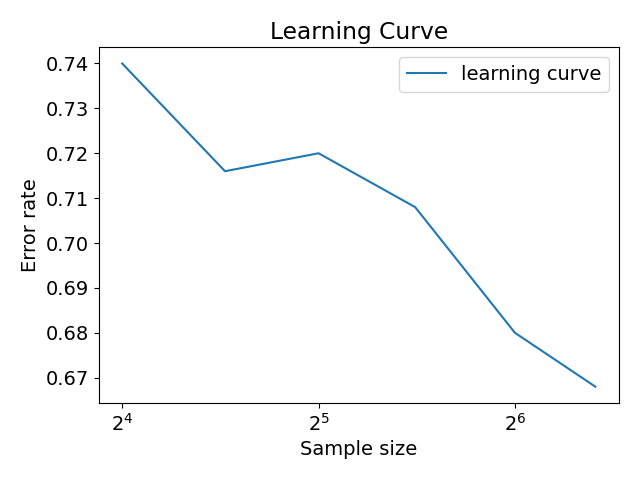 Learning Curve
learning curve
0.74
0.73
0.72
0.71
0.70
0.69
0.68
0.67
Error rate
2⁴ 2⁵ 2⁶
Sample size